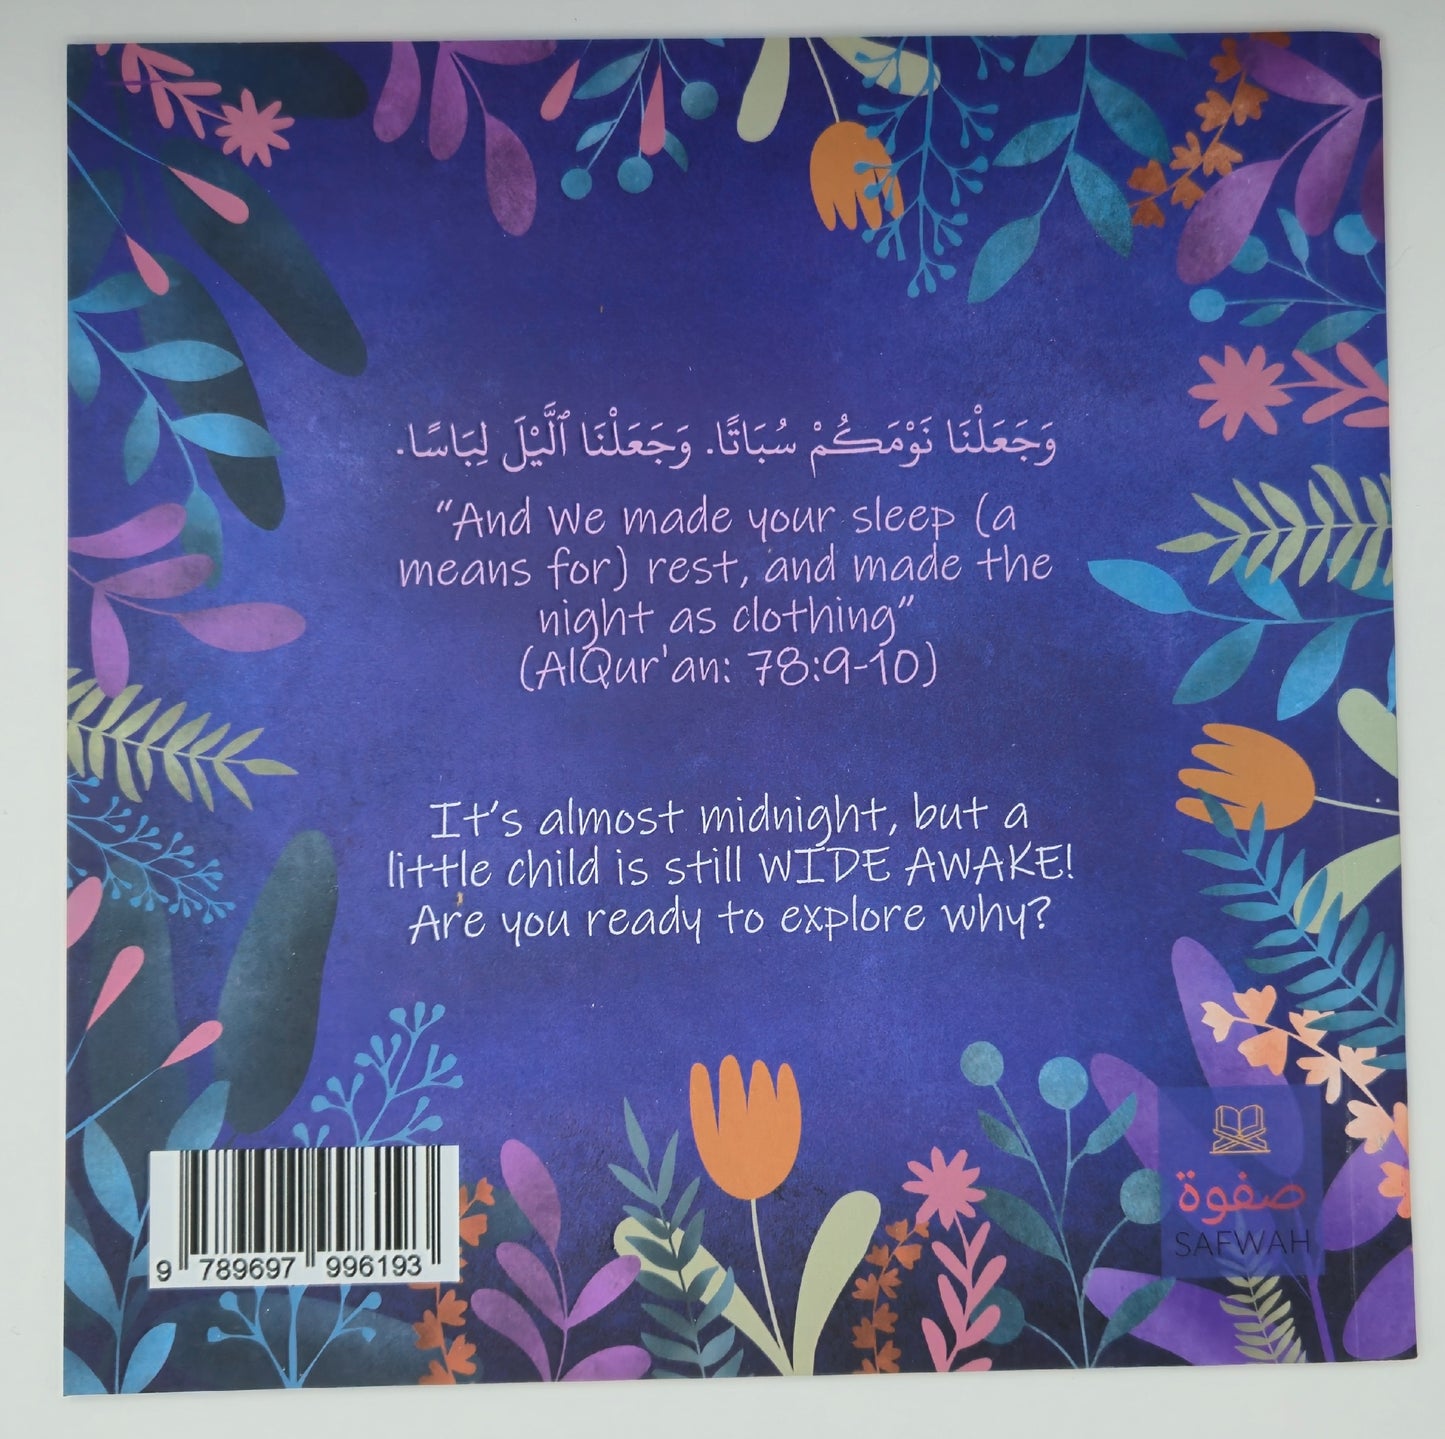 وَجَعَلْنَا نَوْمَكُمْ سُبَاتًا. وَجَعَلْنَا ٱلَّيْلَ لِبَاسًا.
"And We made your sleep (a
means for) rest, and made the
night as clothing"
(AlQur'an: 78:9-10)
It's almost midnight, but a
little child is still WIDE AWAKE!
Are you ready to explore why?
9 789697 996193
صفوة
SAFWAH